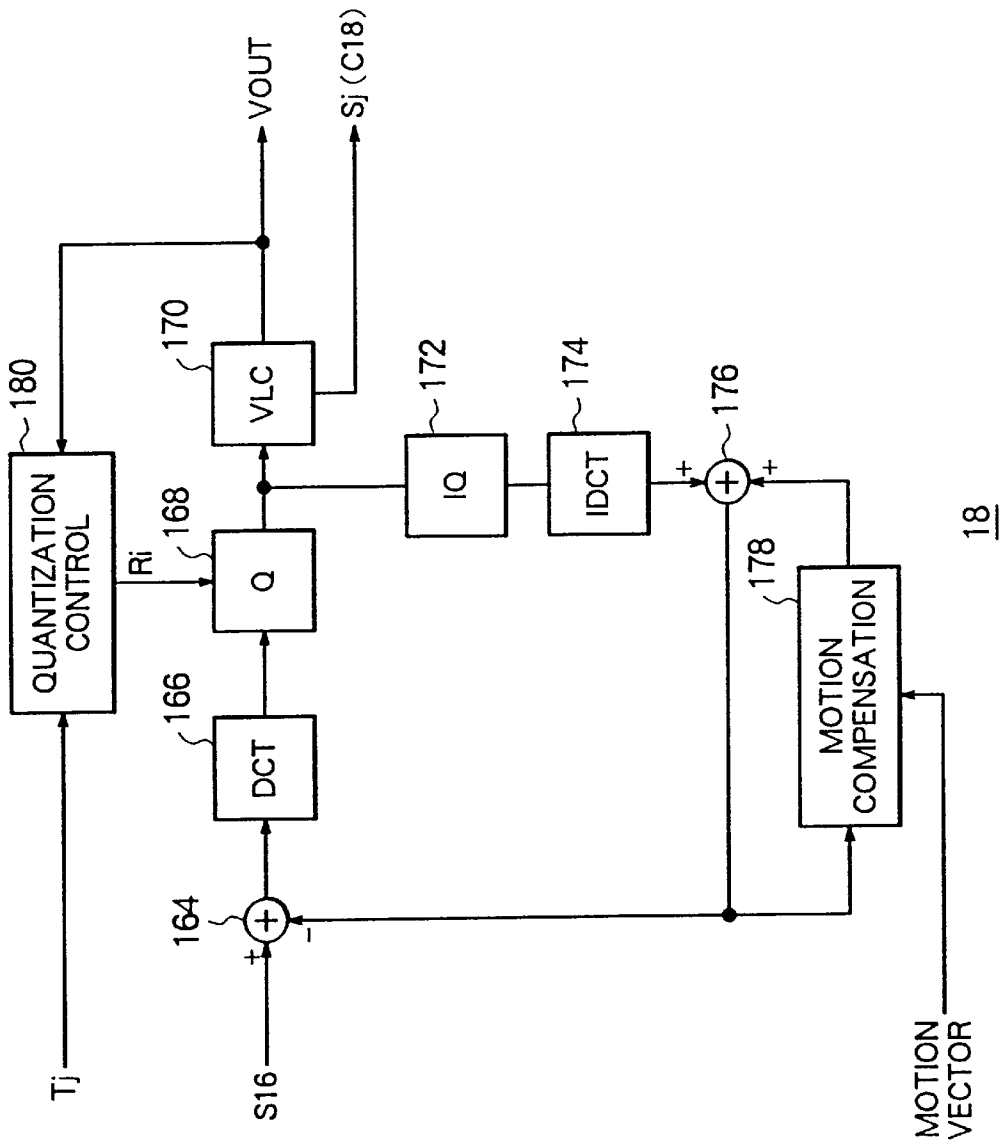 Tj
180
QUANTIZATION
CONTROL
Ri
VOUT
Sj (C18)
S16
+
-
164
+
166
DCT
168
Q
170
VLC
172
IQ
174
IDCT
+
176
+
+
178
MOTION
COMPENSATION
MOTION
VECTOR
18